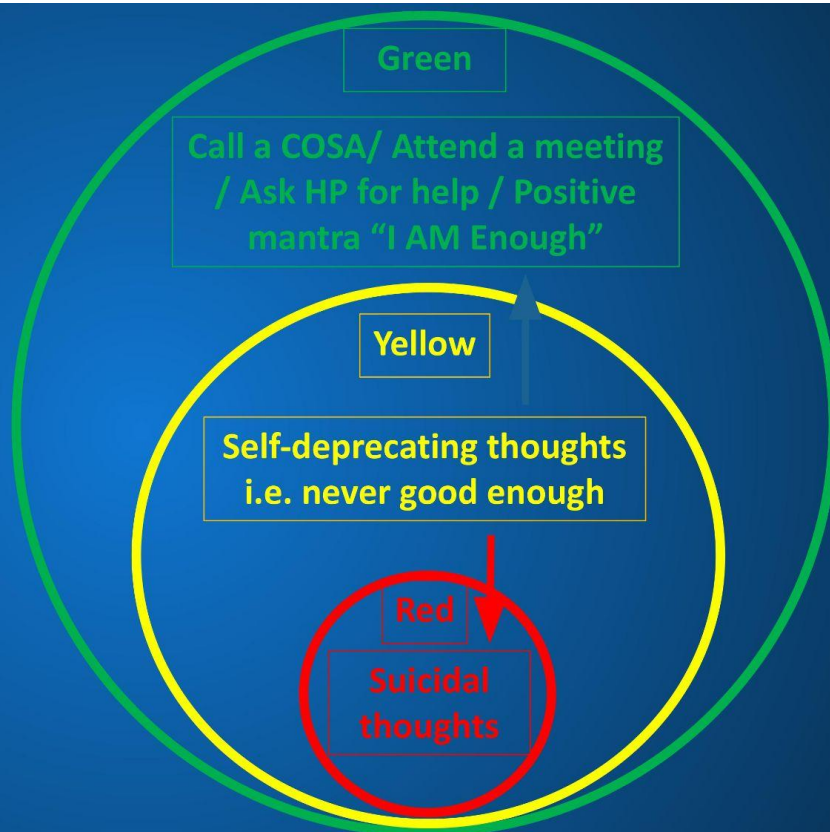 Green
Call a COSA/ Attend a meeting
/ Ask HP for help / Positive
mantra “I AM Enough”
Yellow
Self-deprecating thoughts
i.e. never good enough
Red
Suicidal
thoughts